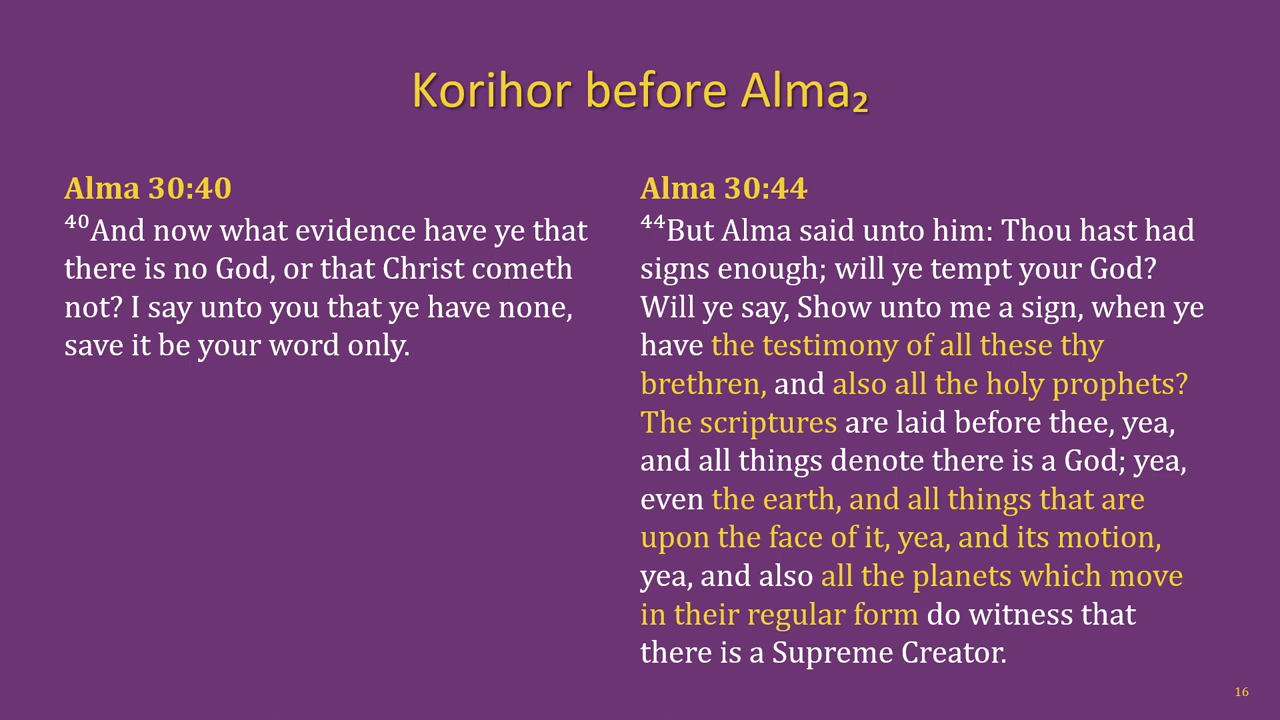 Korihor before Alma₂
Alma 30:40
⁴⁰And now what evidence have ye that
there is no God, or that Christ cometh
not? I say unto you that ye have none,
save it be your word only.
Alma 30:44
⁴⁴But Alma said unto him: Thou hast had
signs enough; will ye tempt your God?
Will ye say, Show unto me a sign, when ye
have the testimony of all these thy
brethren, and also all the holy prophets?
The scriptures are laid before thee, yea,
and all things denote there is a God; yea,
even the earth, and all things that are
upon the face of it, yea, and its motion,
yea, and also all the planets which move
in their regular form do witness that
there is a Supreme Creator.
16